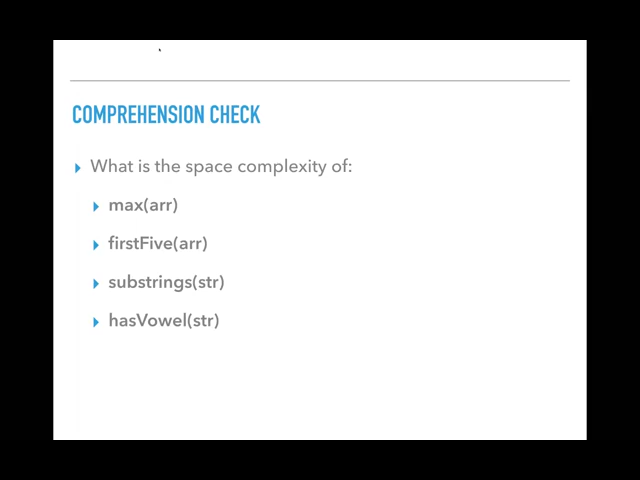 COMPREHENSION CHECK
▸ What is the space complexity of:
▸ max(arr)
▸ firstFive(arr)
▸ substrings(str)
▸ hasVowel(str)